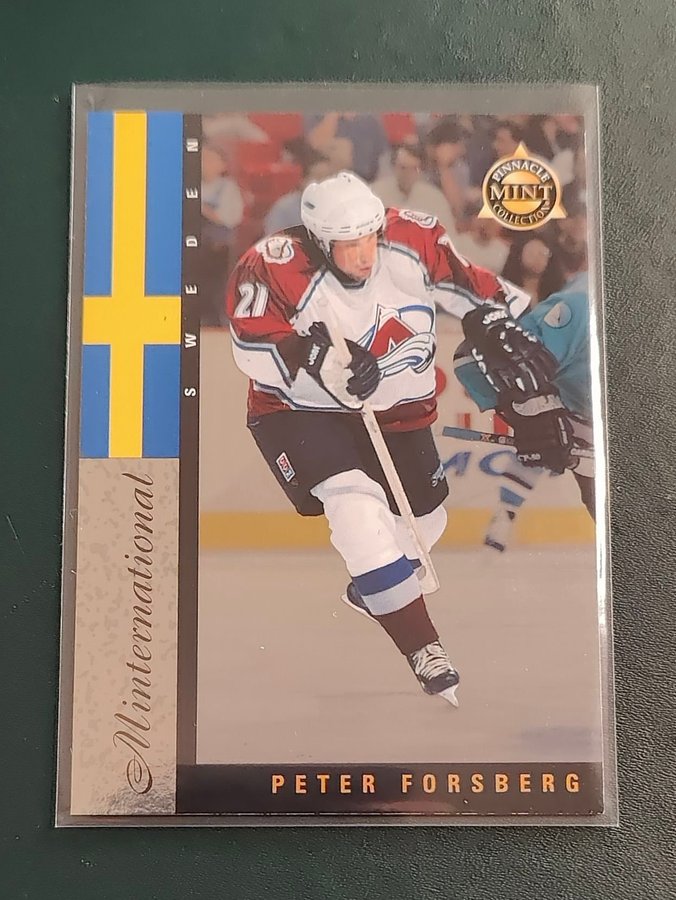 SWEDEN
PINNACLE
MINT
COLLECTION
21
Minternational
PETER FORSBERG